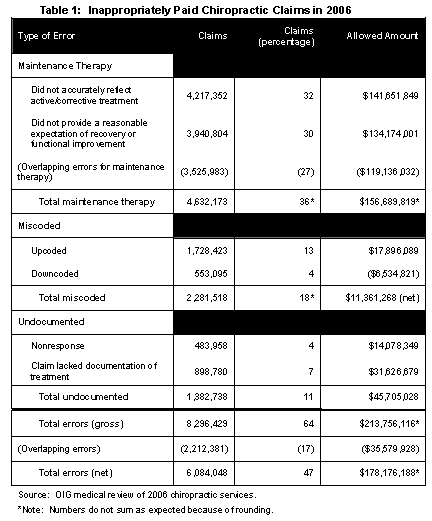 Table 1: Inappropriately Paid Chiropractic Claims in 2006
Type of Error Claims Claims (percentage) Allowed Amount
Maintenance Therapy
Did not accurately reflect active/corrective treatment 4,217,352 32 $141,651,849
Did not provide a reasonable expectation of recovery or functional improvement 3,940,804 30 $134,174,001
(Overlapping errors for maintenance therapy) (3,525,983) (27) ($119,136,032)
Total maintenance therapy 4,632,173 36* $156,689,819*
Miscoded
Upcoded 1,728,423 13 $17,896,089
Downcoded 553,095 4 ($6,534,821)
Total miscoded 2,281,518 18* $11,361,268 (net)
Undocumented
Nonresponse 483,958 4 $14,078,349
Claim lacked documentation of treatment 898,780 7 $31,626,679
Total undocumented 1,382,738 11 $45,705,028
Total errors (gross) 8,296,429 64 $213,756,116*
(Overlapping errors) (2,212,381) (17) ($35,579,928)
Total errors (net) 6,084,048 47 $178,176,188*
Source: OIG medical review of 2006 chiropractic services.
*Note: Numbers do not sum as expected because of rounding.